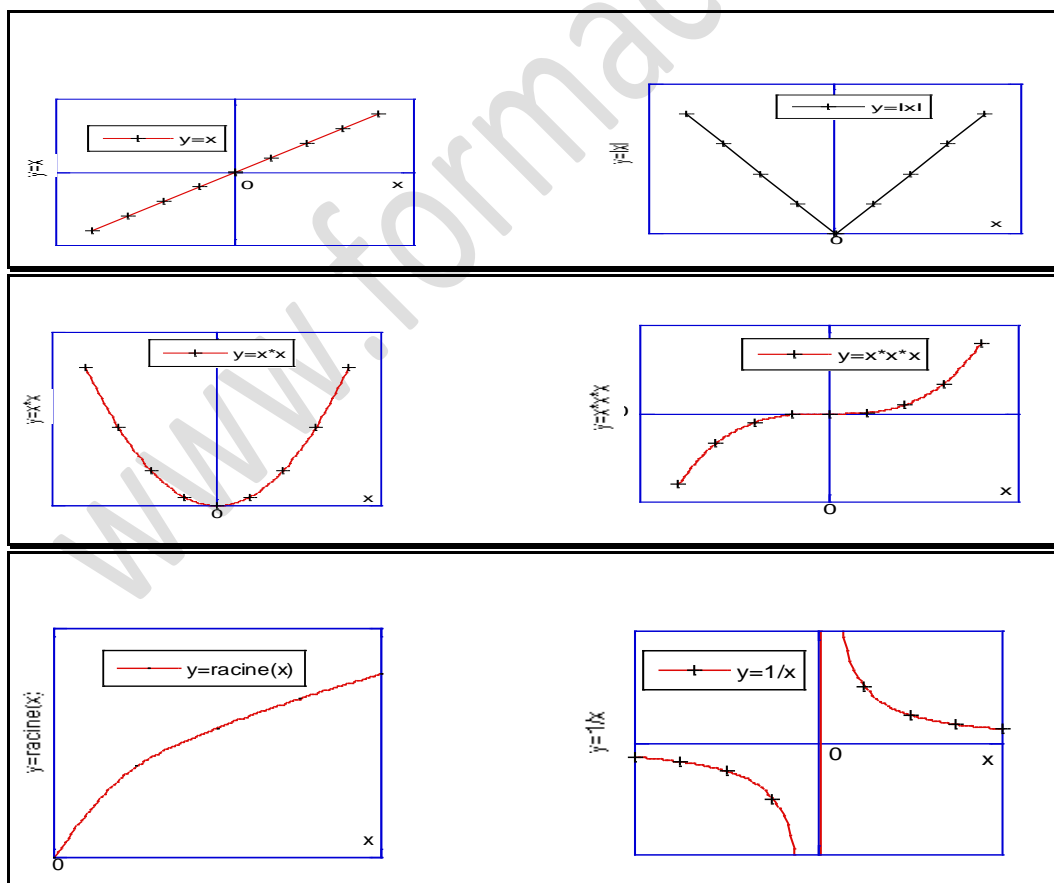 y=x
y=x
O
x
y=|x|
y=|x|
O
x
y=x*x
y=x*x
O
x
y=x*x*x
y=x*x*x
O
x
y=racine(x)
y=racine(x)
O
x
y=1/x
y=1/x
O
x
www.formac